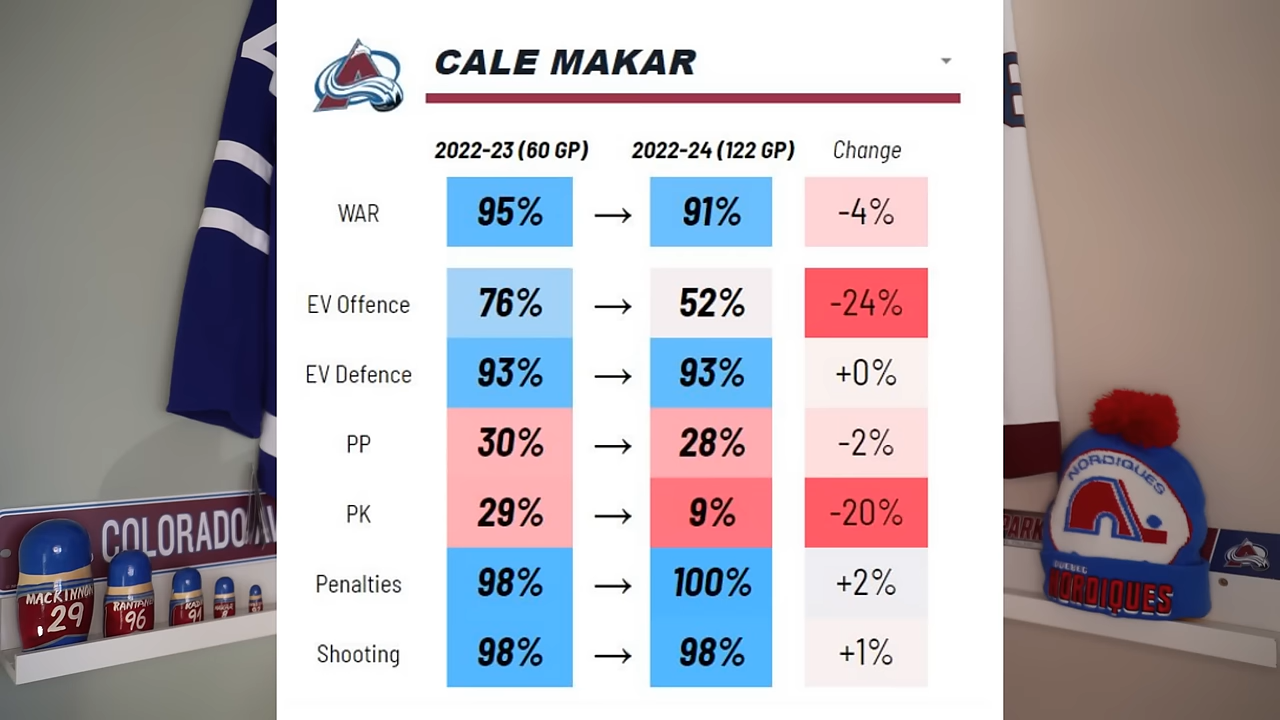 CALE MAKAR
2022-23 (60 GP) 2022-24 (122 GP) Change
WAR 95% → 91% -4%
EV Offence 76% → 52% -24%
EV Defence 93% → 93% +0%
PP 30% → 28% -2%
PK 29% → 9% -20%
Penalties 98% → 100% +2%
Shooting 98% → 98% +1%
COLORADO
MACKINNON
29
96
NORDIQUES
NORDIQUES